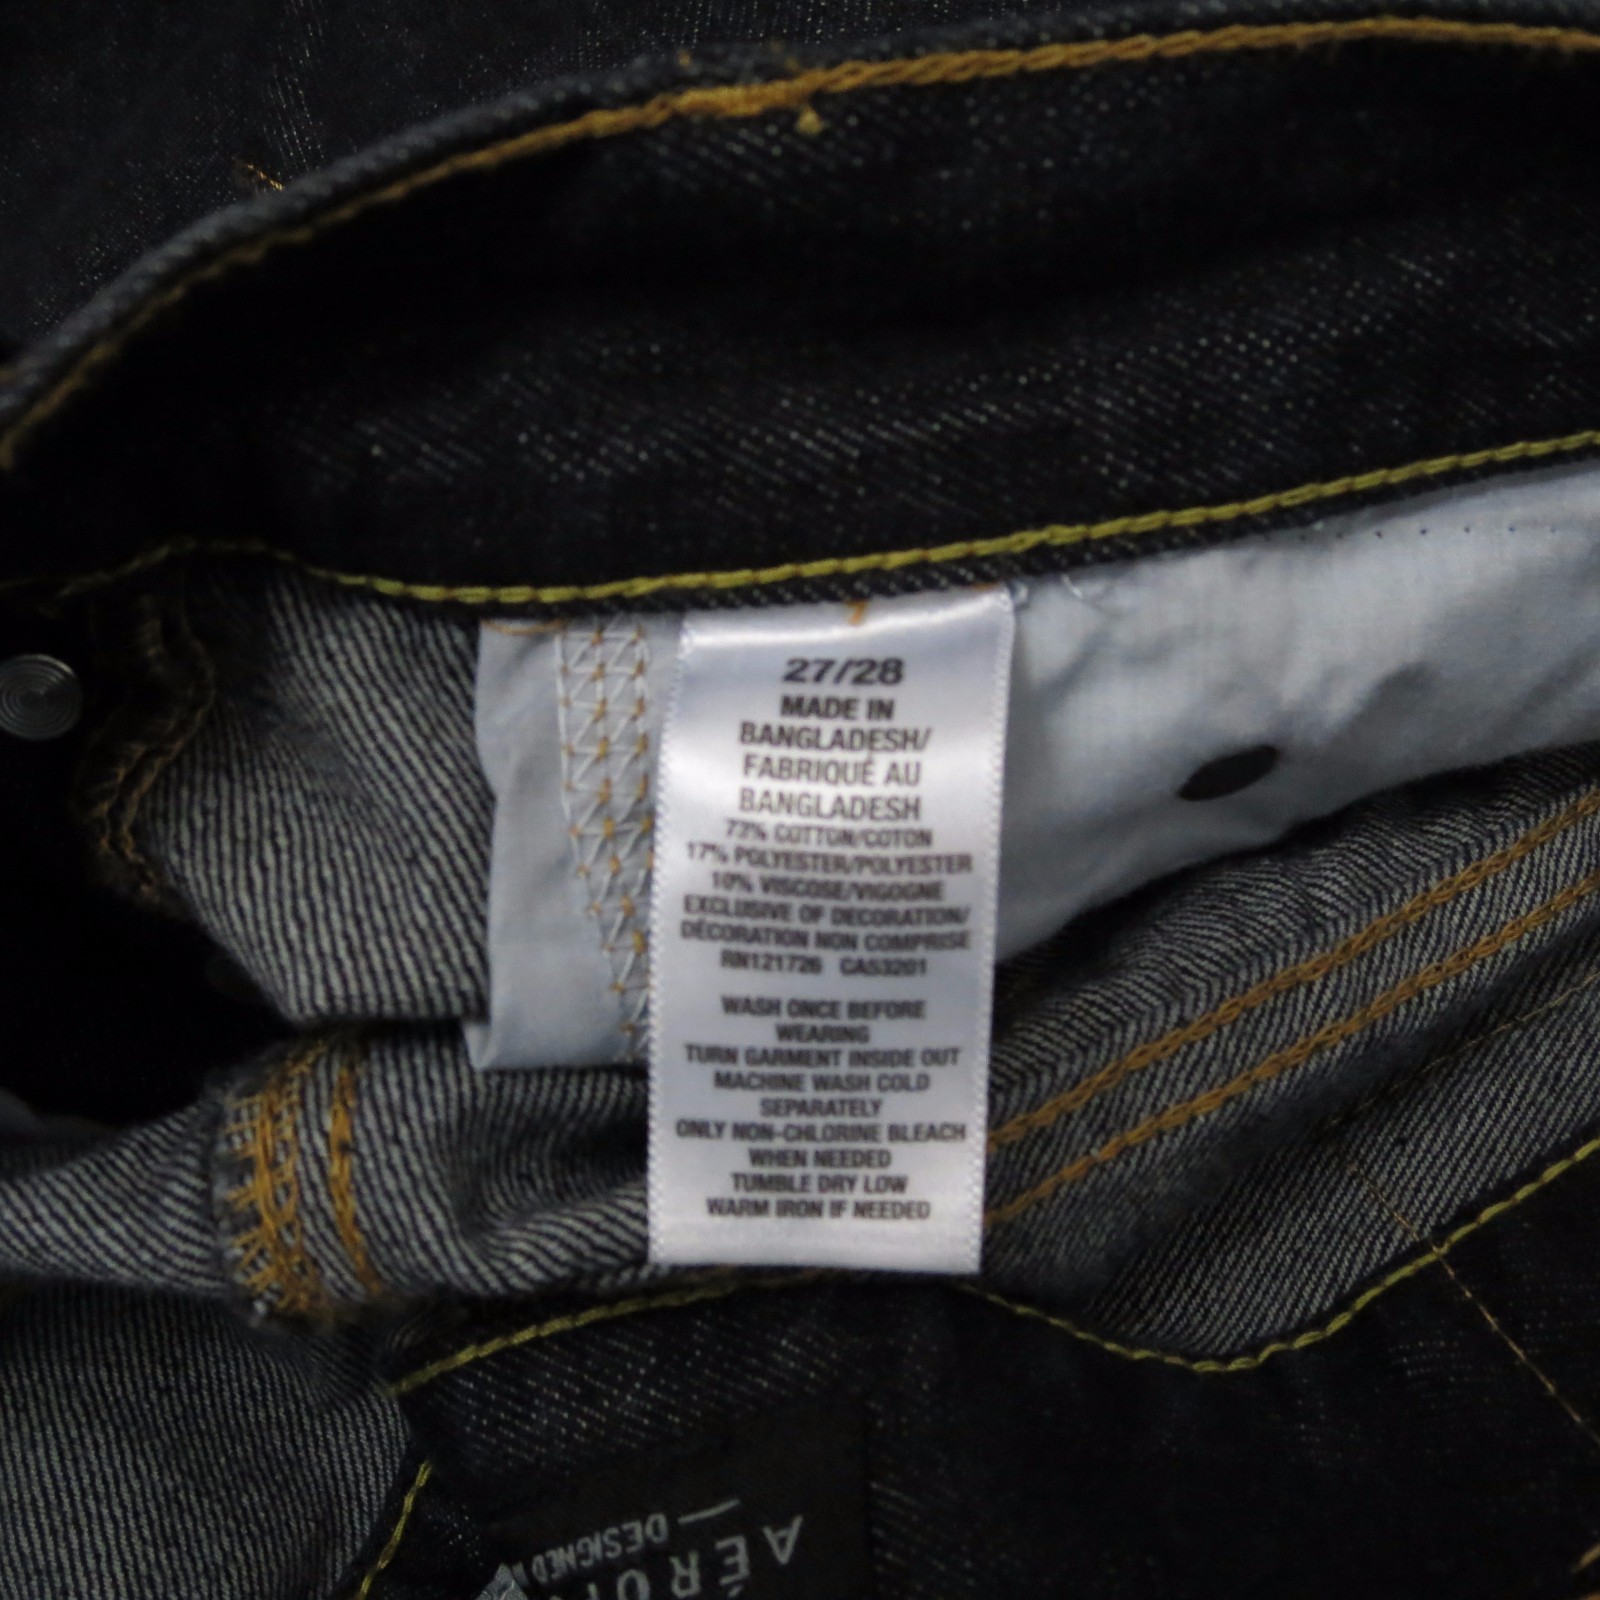 27/28
MADE IN
BANGLADESH/
FABRIQUÉ AU
BANGLADESH
73% COTTON/COTON
17% POLYESTER/POLYESTER
10% VISCOSE/VIGOGNE
EXCLUSIVE OF DECORATION/
DÉCORATION NON COMPRISE
RN121726 CA53201
WASH ONCE BEFORE
WEARING
TURN GARMENT INSIDE OUT
MACHINE WASH COLD
SEPARATELY
ONLY NON-CHLORINE BLEACH
WHEN NEEDED
TUMBLE DRY LOW
WARM IRON IF NEEDED
DESIGNED